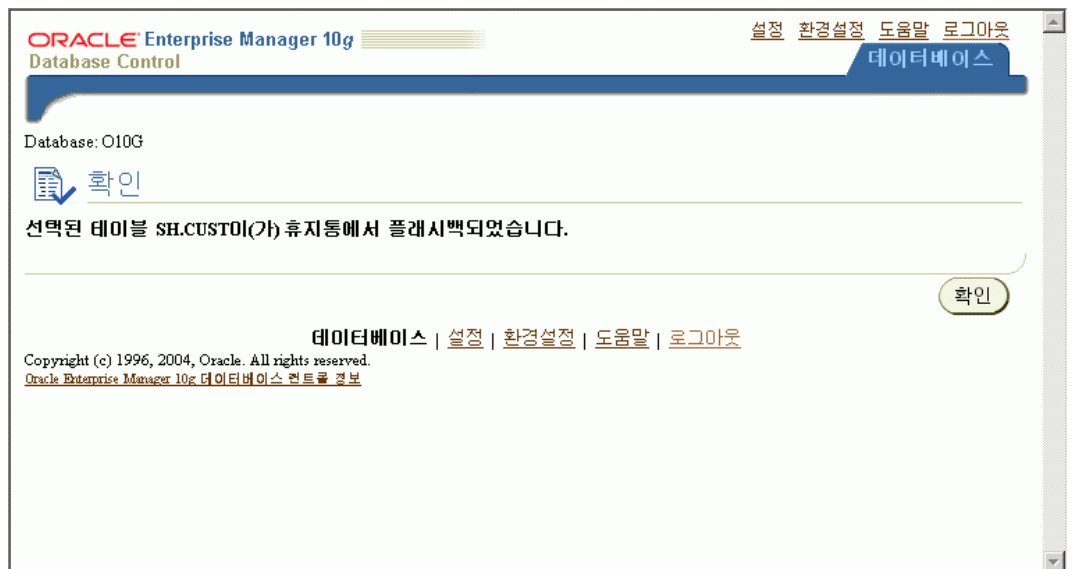 ORACLE Enterprise Manager 10g
Database Control
설정 환경설정 도움말 로그아웃
데이터베이스
Database: O10G
확인
선택된 테이블 SH.CUST이(가) 휴지통에서 플래시백되었습니다.
확인
데이터베이스 | 설정 | 환경설정 | 도움말 | 로그아웃
Copyright (c) 1996, 2004, Oracle. All rights reserved.
Oracle Enterprise Manager 10g 데이터베이스 컨트롤 정보